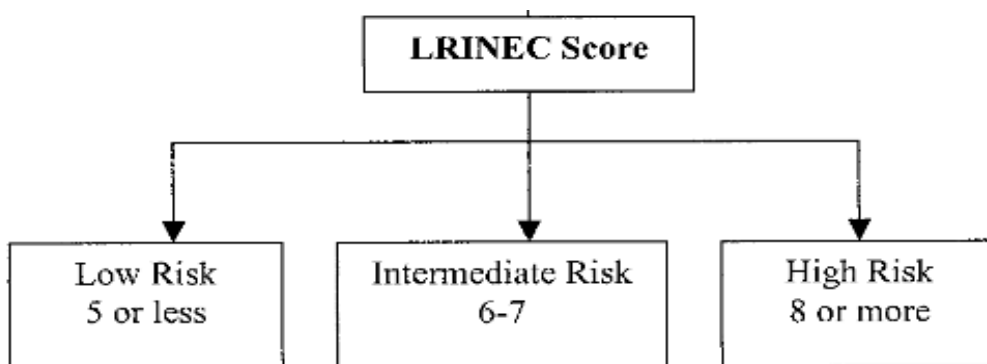 LRINEC Score
Low Risk
5 or less
Intermediate Risk
6-7
High Risk
8 or more